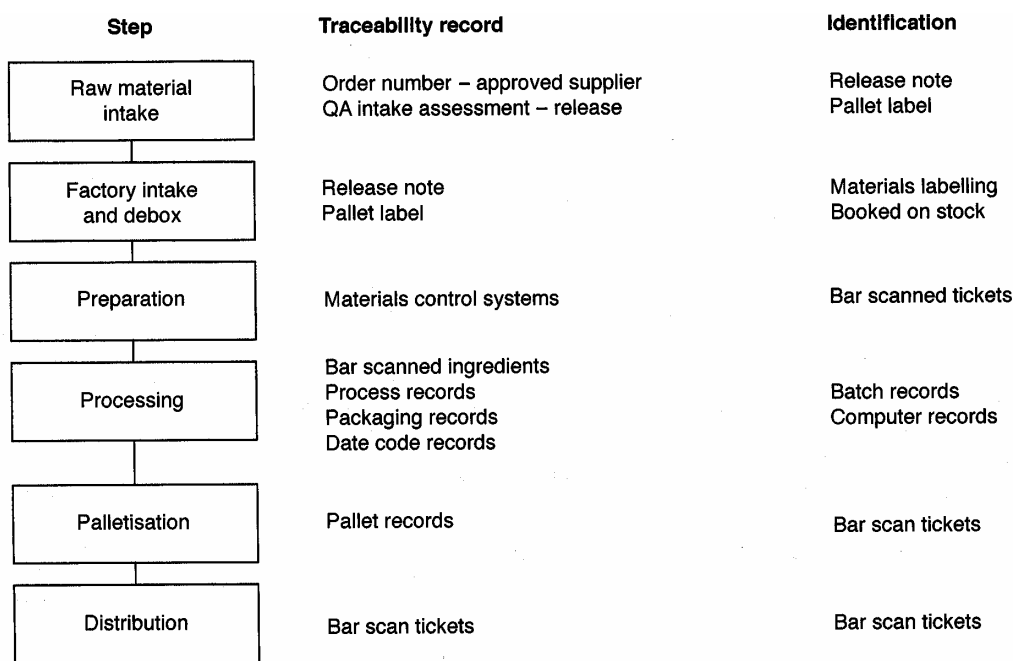 Step Traceability record Identification
Raw material
intake
Order number – approved supplier
QA intake assessment – release
Release note
Pallet label
Factory intake
and debox
Release note
Pallet label
Materials labelling
Booked on stock
Preparation
Materials control systems
Bar scanned tickets
Processing
Bar scanned ingredients
Process records
Packaging records
Date code records
Batch records
Computer records
Palletisation
Pallet records
Bar scan tickets
Distribution
Bar scan tickets
Bar scan tickets